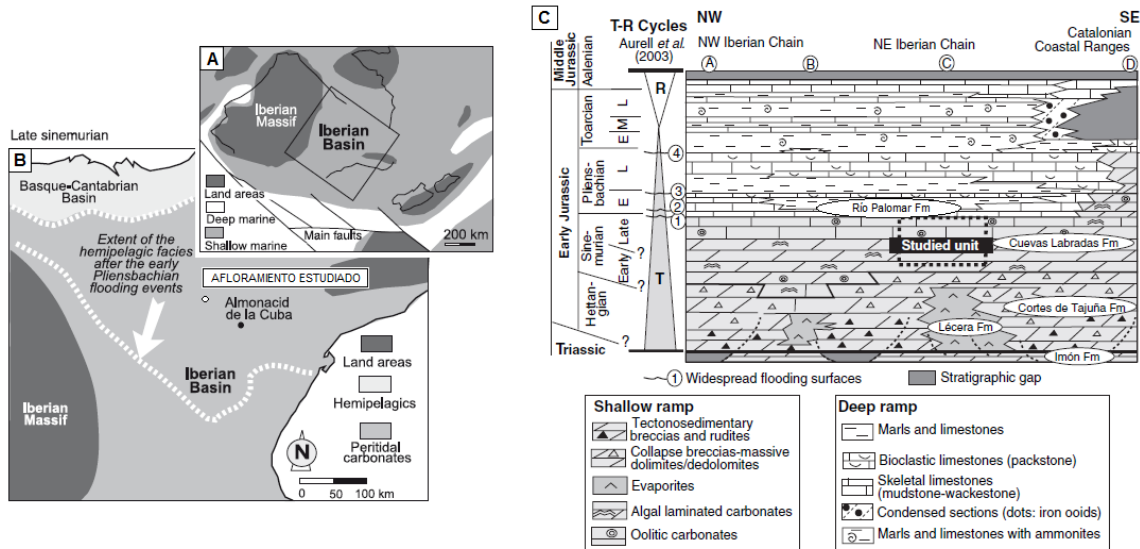 A
Iberian
Massif
Iberian
Basin
Land areas
Deep marine
Shallow marine
Main faults
200 km
Late sinemurian
B
Basque-Cantabrian
Basin
Extent of the
hemipelagic facies
after the early
Pliensbachian
flooding events
AFLORAMIENTO ESTUDIADO
Almonacid
de la Cuba
Iberian
Basin
Iberian
Massif
Land areas
Hemipelagics
Peritidal
carbonates
N
0 50 100 km
C
T-R Cycles
Aurell et al.
(2003)
NW
SE
NW Iberian Chain
NE Iberian Chain
Catalonian
Coastal Ranges
A
B
C
D
Middle
Jurassic
Aalenian
Early Jurassic
Toarcian
L
M
E
Pliens-
bachian
L
E
Sine-
murian
Late
Early
?
Hettan-
gian
?
Triassic
?
R
T
4
3
2
1
Río Palomar Fm
Studied unit
Cuevas Labradas Fm
Cortes de Tajuña Fm
Lécera Fm
Imón Fm
1 Widespread flooding surfaces
Stratigraphic gap
Shallow ramp
Tectonosedimentary
breccias and rudites
Collapse breccias-massive
dolimites/dedolomites
Evaporites
Algal laminated carbonates
Oolitic carbonates
Deep ramp
Marls and limestones
Bioclastic limestones (packstone)
Skeletal limestones
(mudstone-wackestone)
Condensed sections (dots: iron ooids)
Marls and limestones with ammonites